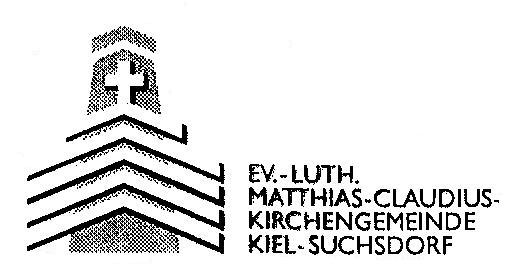 EV.-LUTH.
MATTHIAS-CLAUDIUS-
KIRCHENGEMEINDE
KIEL-SUCHSDORF